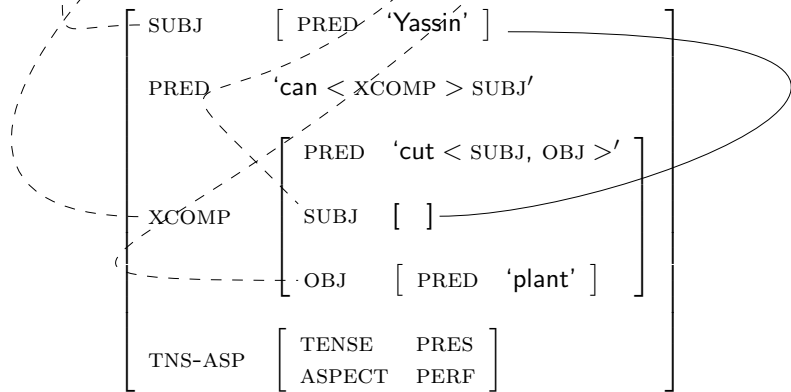 SUBJ [ PRED ‘Yassin’ ]
PRED ‘can < XCOMP > SUBJ′
PRED ‘cut < SUBJ, OBJ >′
XCOMP SUBJ [ ]
OBJ [ PRED ‘plant’ ]
TNS-ASP TENSE PRES
ASPECT PERF